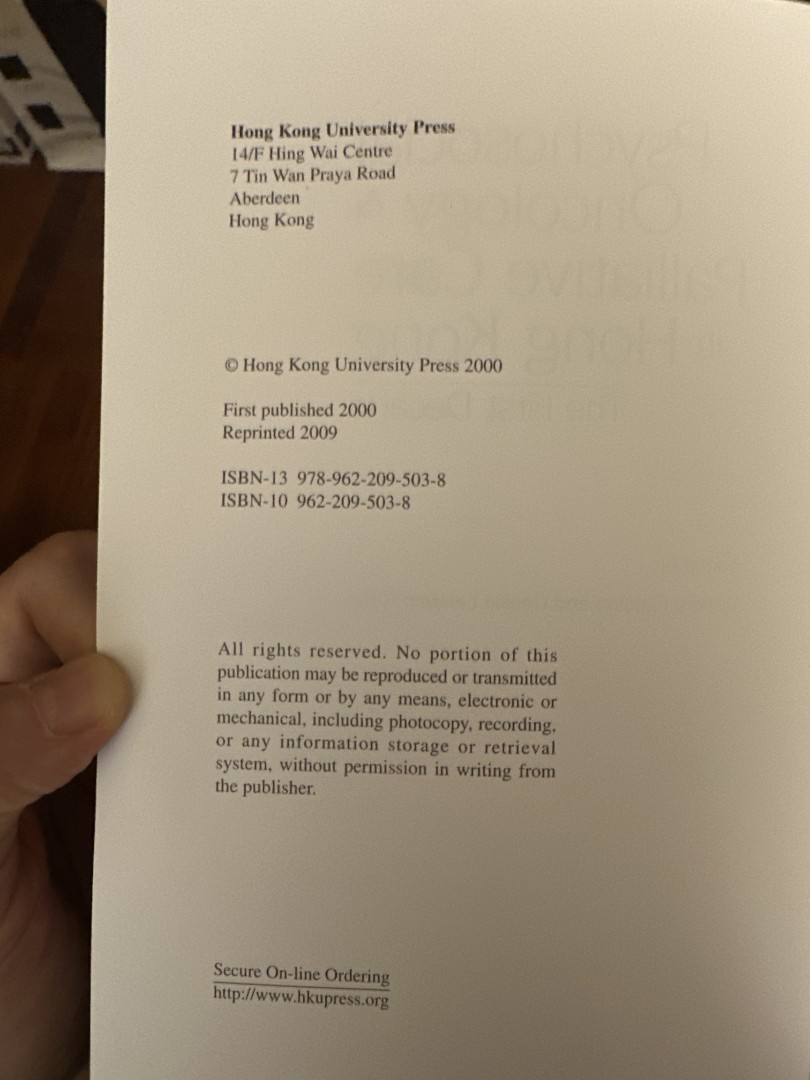 Hong Kong University Press
14/F Hing Wai Centre
7 Tin Wan Praya Road
Aberdeen
Hong Kong
© Hong Kong University Press 2000
First published 2000
Reprinted 2009
ISBN-13 978-962-209-503-8
ISBN-10 962-209-503-8
All rights reserved. No portion of this
publication may be reproduced or transmitted
in any form or by any means, electronic or
mechanical, including photocopy, recording,
or any information storage or retrieval
system, without permission in writing from
the publisher.
Secure On-line Ordering
http://www.hkupress.org